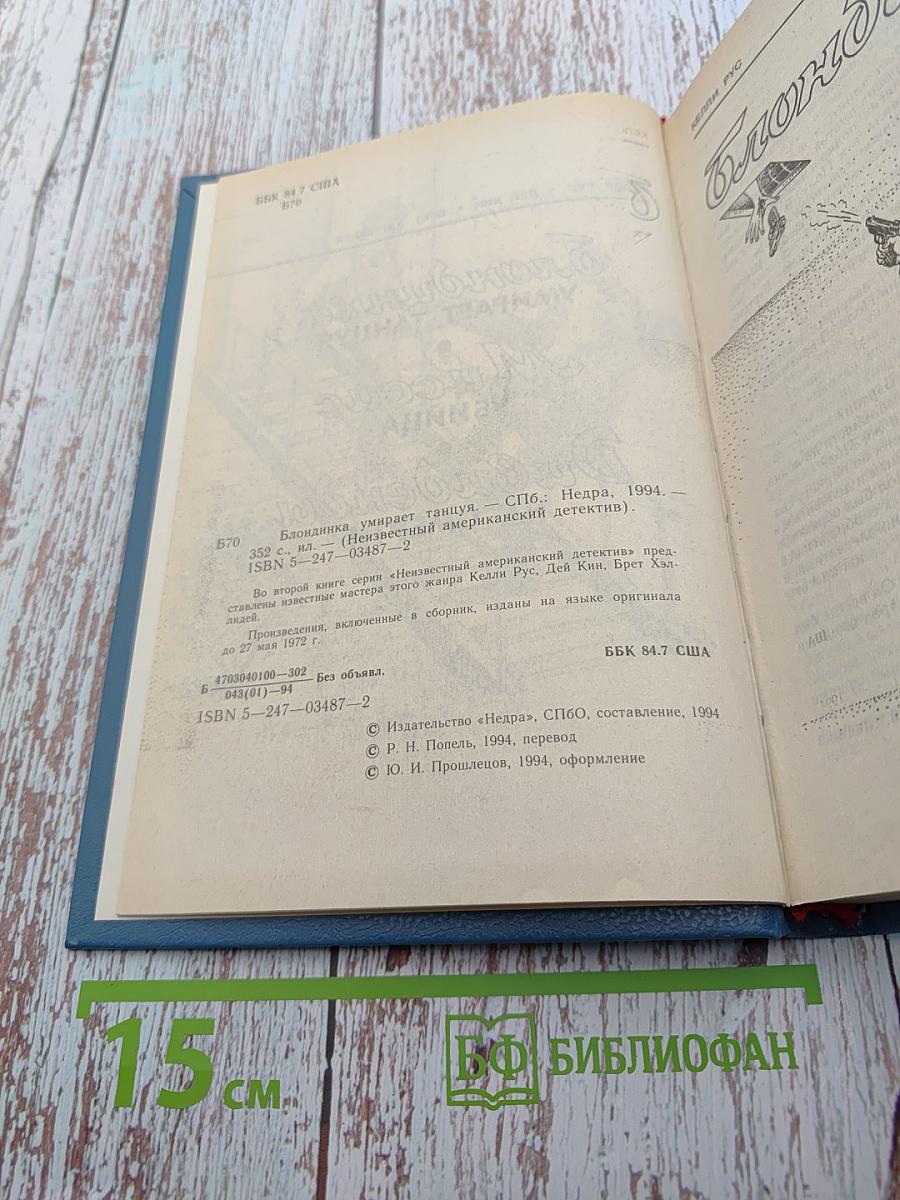 ББК 84.7 США
Б70
Б70 Блондинка умирает танцуя. — СПб.: Недра, 1994. —
352 с., ил. — (Неизвестный американский детектив).
ISBN 5—247—03487—2
Во второй книге серии «Неизвестный американский детектив» пред-
ставлены известные мастера этого жанра Келли Рус, Дей Кин, Брет Хэл-
лидей.
Произведения, включенные в сборник, изданы на языке оригинала
до 27 мая 1972 г.
Б 4703040100—302
043(01)—94 Без объявл.
ББК 84.7 США
ISBN 5—247—03487—2
© Издательство «Недра», СПбО, составление, 1994
© Р. Н. Попель, 1994, перевод
© Ю. И. Прошлецов, 1994, оформление
КЕЛЛИ РУС
15 см
БФ БИБЛИОФАН